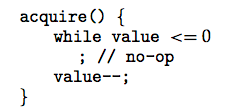 acquire() {
while value <= 0
; // no-op
value--;
}